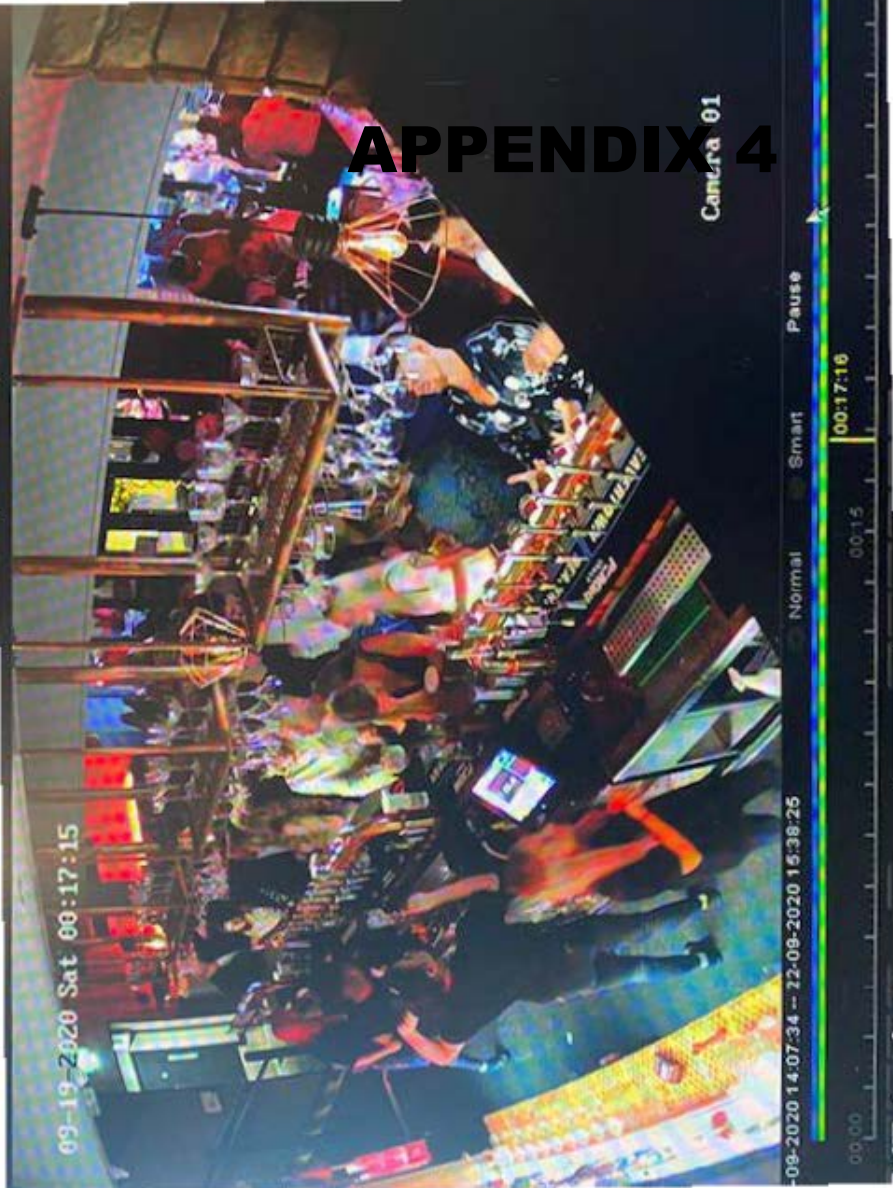 APPENDIX 4
09-19-2020 Sat 00:17:15
Camera 01
-09-2020 14:07:34 -- 22-09-2020 15:38:25
Normal
Smart
Pause
00:00
00:15
00:17:16